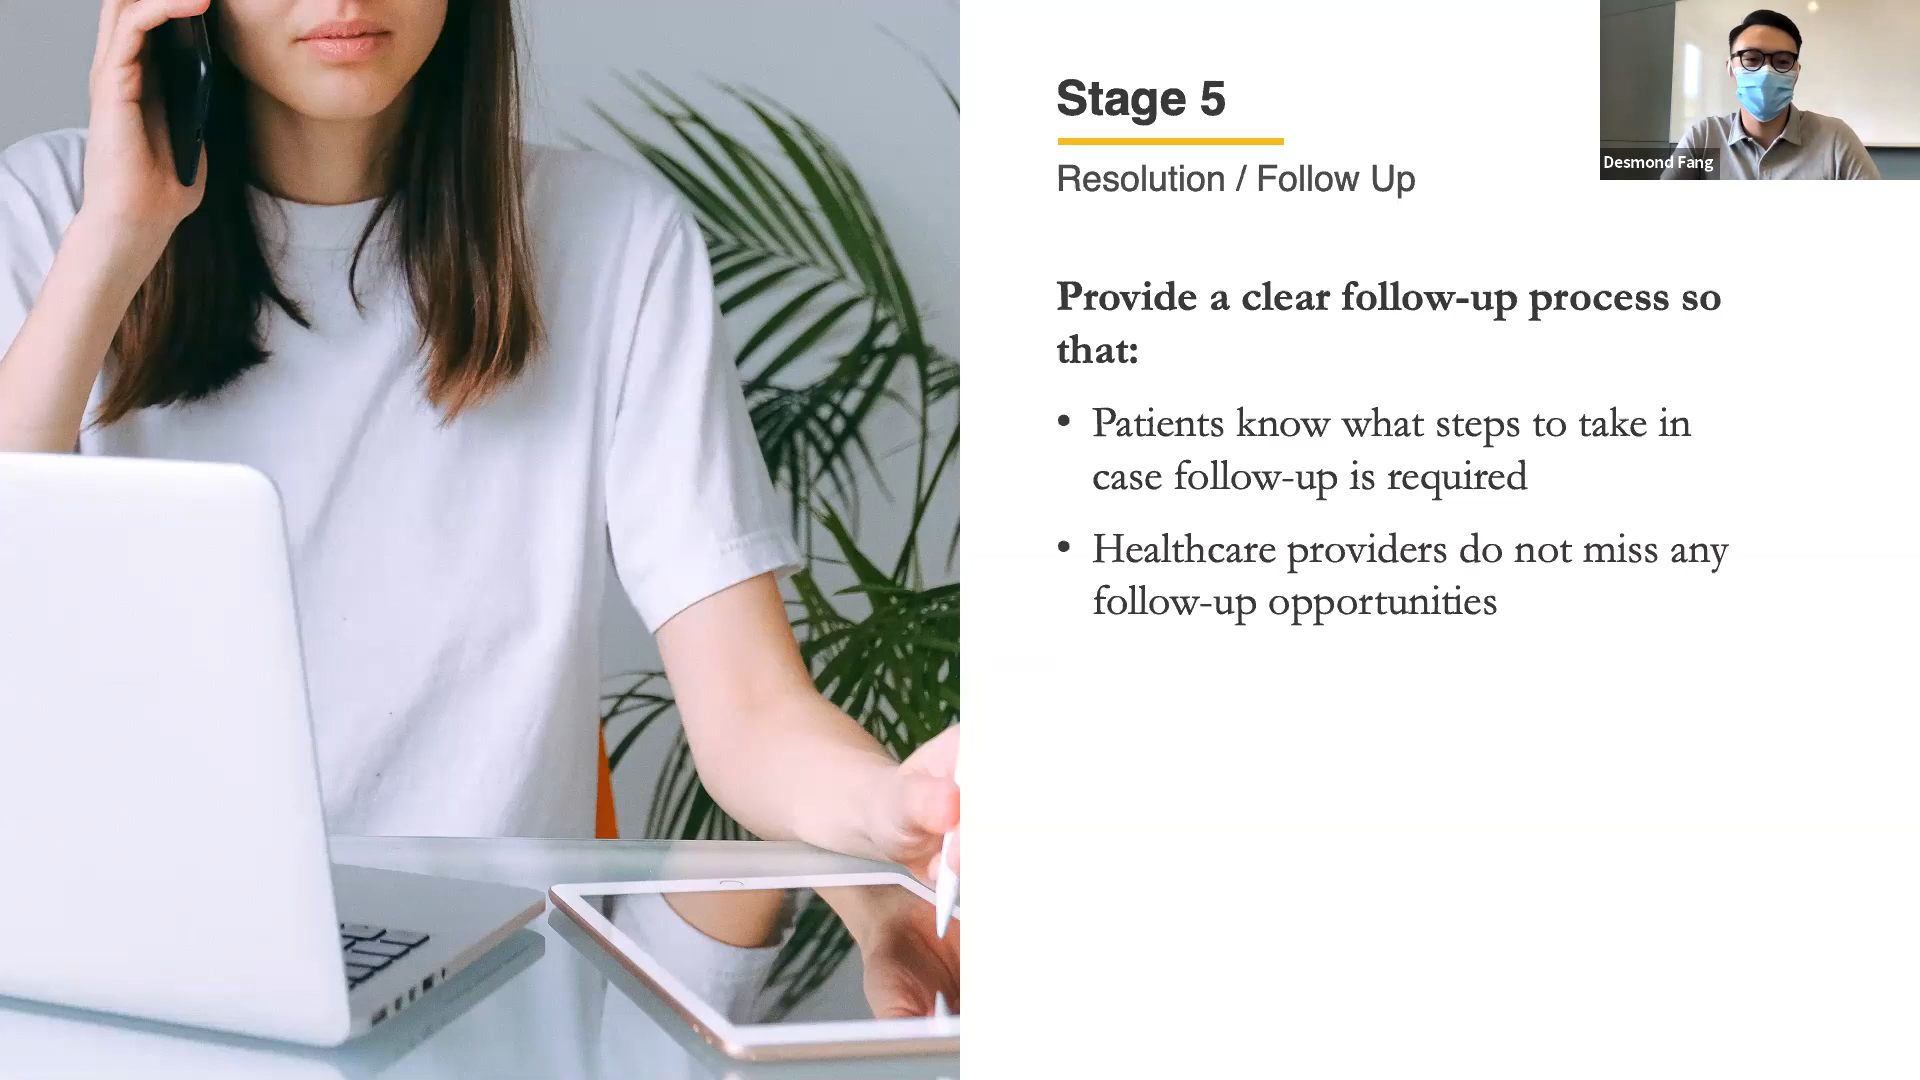 Stage 5
Resolution / Follow Up
Desmond Fang
Provide a clear follow-up process so
that:
• Patients know what steps to take in
case follow-up is required
• Healthcare providers do not miss any
follow-up opportunities